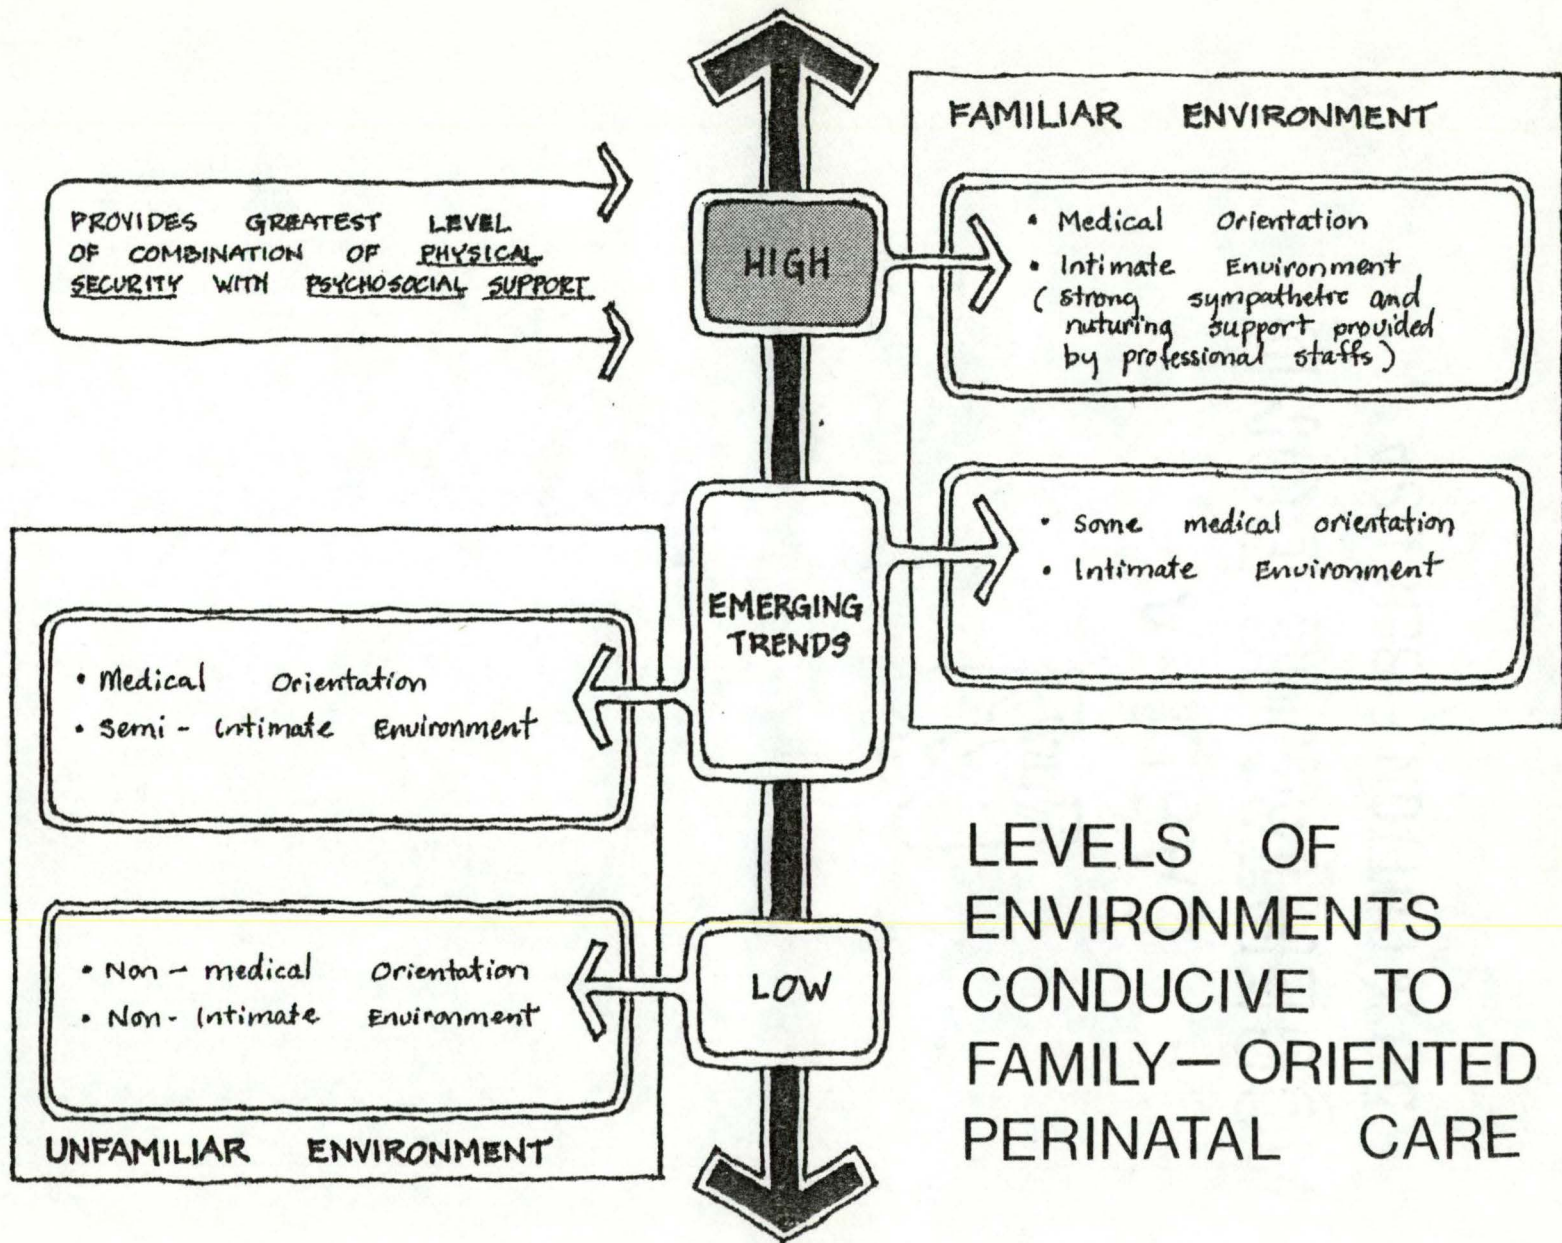 PROVIDES GREATEST LEVEL
OF COMBINATION OF PHYSICAL
SECURITY WITH PSYCHOSOCIAL SUPPORT
HIGH
FAMILIAR ENVIRONMENT
• Medical Orientation
• Intimate Environment
( strong sympathetic and
nuturing support provided
by professional staffs )
EMERGING
TRENDS
• Some medical orientation
• Intimate Environment
• Medical Orientation
• Semi - Intimate Environment
LOW
• Non - medical Orientation
• Non - Intimate Environment
UNFAMILIAR ENVIRONMENT
LEVELS OF
ENVIRONMENTS
CONDUCIVE TO
FAMILY—ORIENTED
PERINATAL CARE